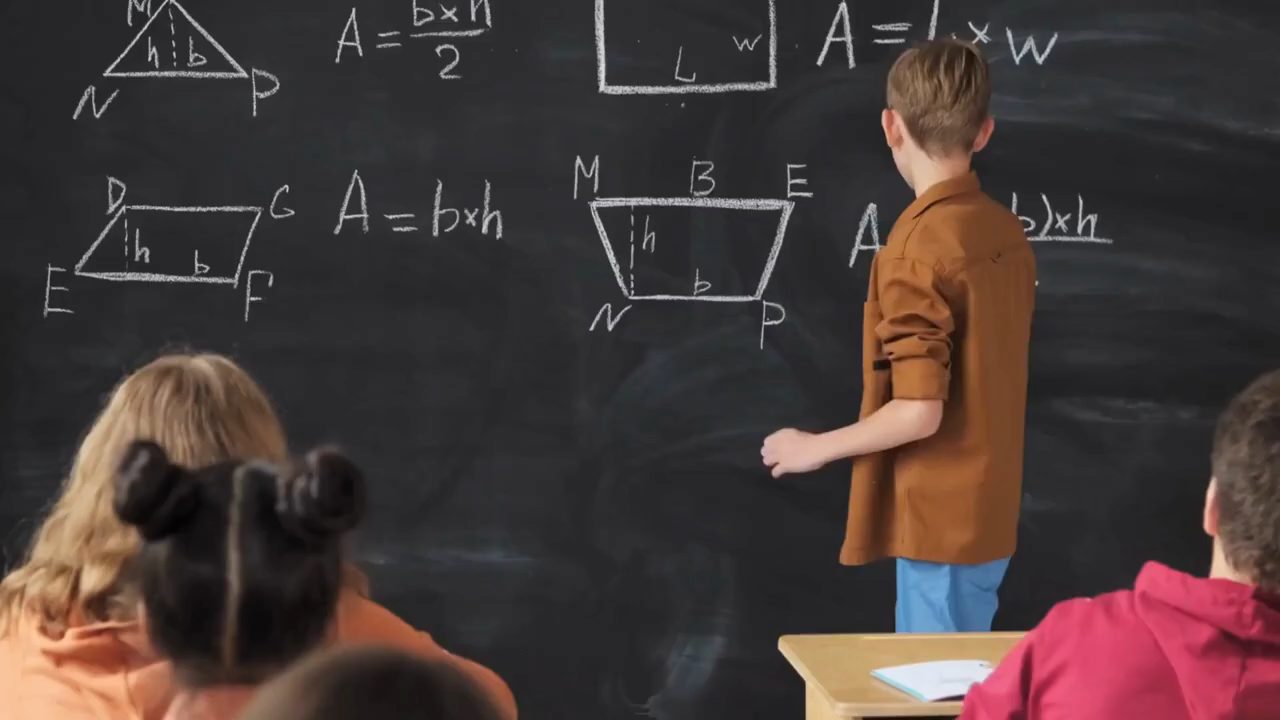 M
h b
N P
A = b×h
2
w
L
A = L × w
D G
h
b
E F
A = b×h
M B E
h
b
N P
A
b)×h